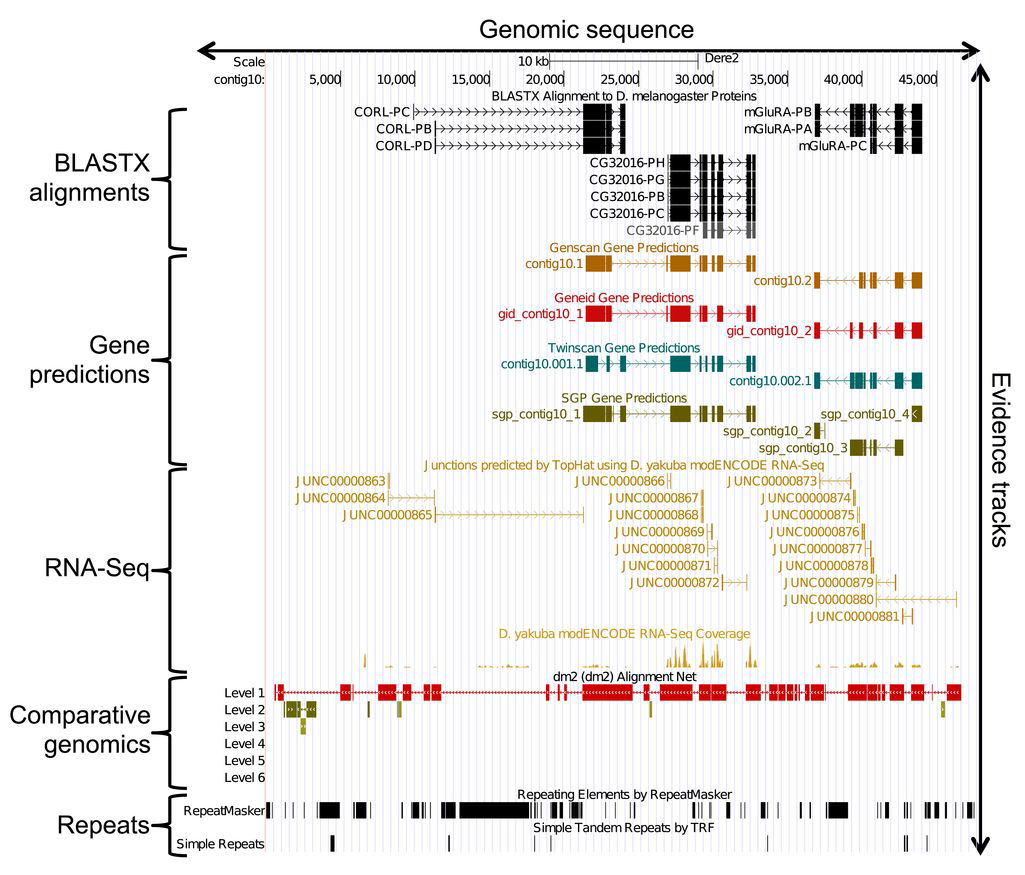 Genomic sequence
Scale 10 kb Dere2
contig10: 5,000 10,000 15,000 20,000 25,000 30,000 35,000 40,000 45,000
BLASTX Alignment to D. melanogaster Proteins
CORL-PC mGluRA-PB
CORL-PB mGluRA-PA
CORL-PD mGluRA-PC
BLASTX
alignments
CG32016-PH
CG32016-PG
CG32016-PB
CG32016-PC
CG32016-PF
Genscan Gene Predictions
contig10.1
contig10.2
Geneid Gene Predictions
gid_contig10_1
gid_contig10_2
Gene
predictions
Twinscan Gene Predictions
contig10.001.1
contig10.002.1
SGP Gene Predictions
sgp_contig10_1 sgp_contig10_4
sgp_contig10_2
sgp_contig10_3
Evidence tracks
Junctions predicted by TopHat using D. yakuba modENCODE RNA-Seq
JUNC00000863 JUNC00000866 JUNC00000873
JUNC00000864 JUNC00000867 JUNC00000874
JUNC00000865 JUNC00000868 JUNC00000875
JUNC00000869 JUNC00000876
JUNC00000870 JUNC00000877
JUNC00000871 JUNC00000878
JUNC00000872 JUNC00000879
JUNC00000880
JUNC00000881
RNA-Seq
D. yakuba modENCODE RNA-Seq Coverage
dm2 (dm2) Alignment Net
Level 1
Level 2
Level 3
Level 4
Level 5
Level 6
Comparative
genomics
Repeating Elements by RepeatMasker
RepeatMasker
Repeats
Simple Tandem Repeats by TRF
Simple Repeats